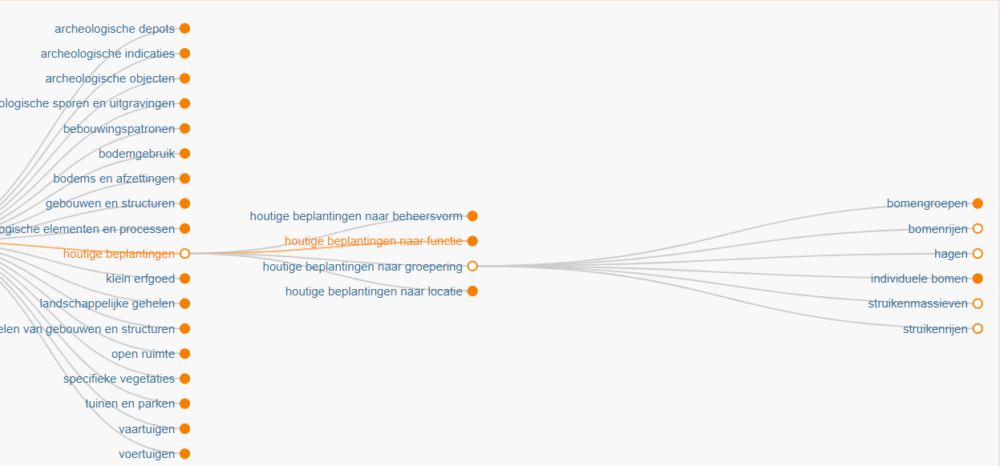 archeologische depots
archeologische indicaties
archeologische objecten
ologische sporen en uitgravingen
bebouwingspatronen
bodemgebruik
bodems en afzettingen
gebouwen en structuren
ogische elementen en processen
houtige beplantingen
klein erfgoed
landschappelijke gehelen
elen van gebouwen en structuren
open ruimte
specifieke vegetaties
tuinen en parken
vaartuigen
voertuigen
houtige beplantingen naar beheersvorm
houtige beplantingen naar functie
houtige beplantingen naar groepering
houtige beplantingen naar locatie
bomengroepen
bomenrijen
hagen
individuele bomen
struikenmassieven
struikenrijen